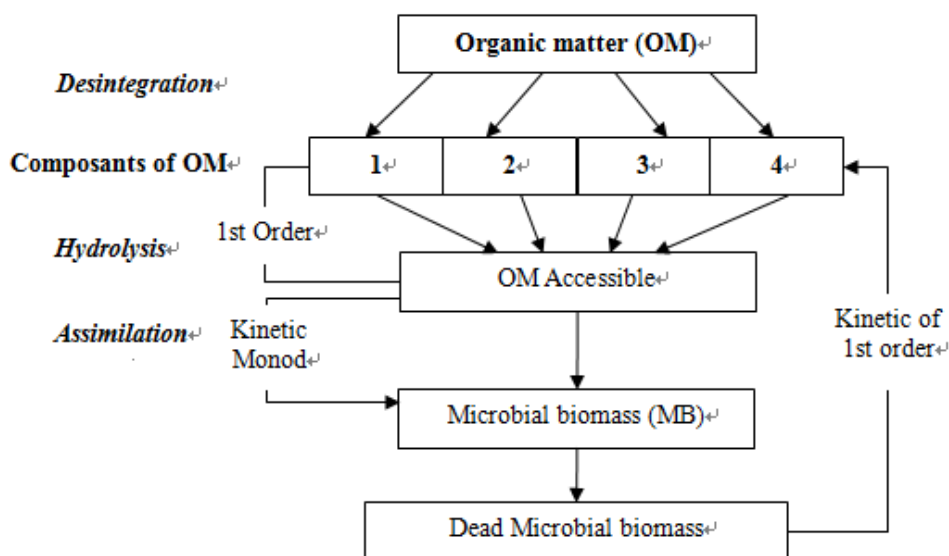 Organic matter (OM)↵
Desintegration↵
Composants of OM↵
1↵
2↵
3↵
4↵
1st Order↵
Hydrolysis↵
OM Accessible↵
Assimilation↵
Kinetic
Monod↵
Kinetic of
1st order↵
Microbial biomass (MB)↵
Dead Microbial biomass↵